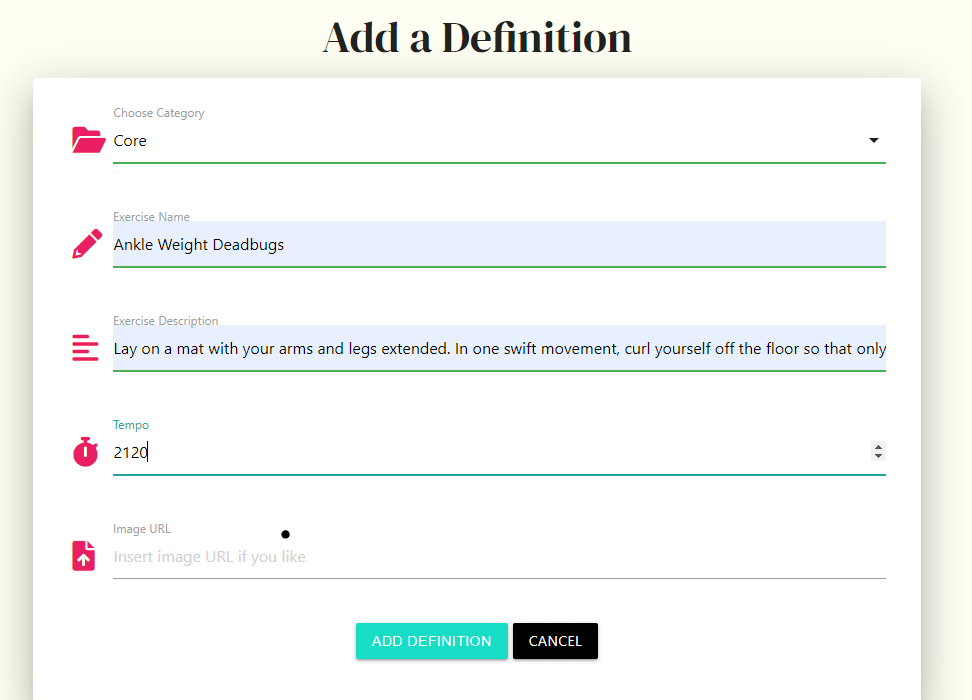 Add a Definition
Choose Category
Core
Exercise Name
Ankle Weight Deadbugs
Exercise Description
Lay on a mat with your arms and legs extended. In one swift movement, curl yourself off the floor so that only
Tempo
2120
Image URL
Insert image URL if you like
ADD DEFINITION CANCEL